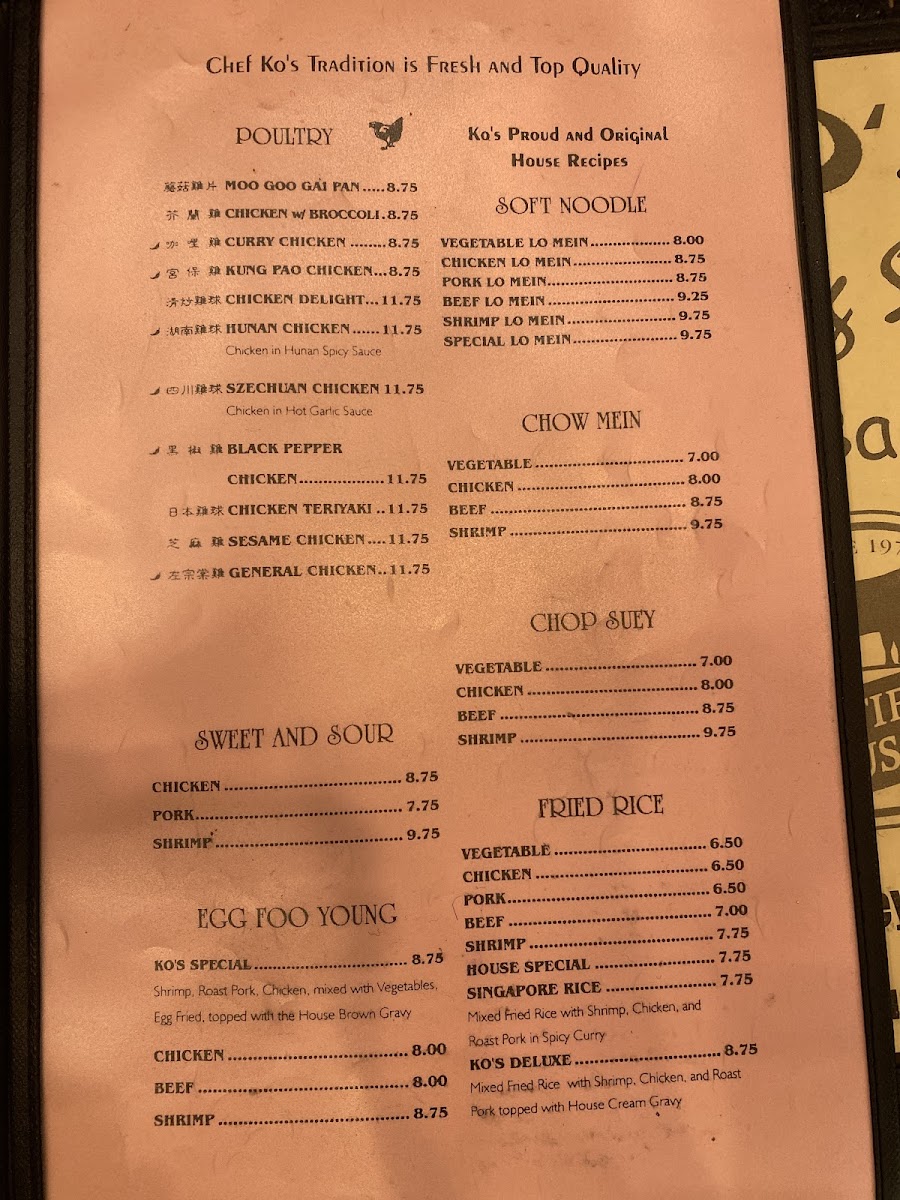 Chef Ko's Tradition is Fresh and Top Quality
POULTRY
蘑菇雞片 MOO GOO GAI PAN.....8.75
芥蘭雞 CHICKEN w/ BROCCOLI.8.75
咖哩雞 CURRY CHICKEN ........8.75
宮保雞 KUNG PAO CHICKEN...8.75
清炒雞球 CHICKEN DELIGHT...11.75
湖南雞球 HUNAN CHICKEN......11.75
Chicken in Hunan Spicy Sauce
四川雞球 SZECHUAN CHICKEN 11.75
Chicken in Hot Garlic Sauce
黑椒雞 BLACK PEPPER
CHICKEN..................11.75
日本雞球 CHICKEN TERIYAKI ..11.75
芝麻雞 SESAME CHICKEN....11.75
左宗棠雞 GENERAL CHICKEN..11.75
SWEET AND SOUR
CHICKEN ........................................ 8.75
PORK.............................................. 7.75
SHRIMP.......................................... 9.75
EGG FOO YOUNG
KO'S SPECIAL.................................. 8.75
Shrimp, Roast Pork, Chicken, mixed with Vegetables,
Egg Fried, topped with the House Brown Gravy
CHICKEN ........................................ 8.00
BEEF ............................................... 8.00
SHRIMP .......................................... 8.75
Ko's Proud and Original
House Recipes
SOFT NOODLE
VEGETABLE LO MEIN................... 8.00
CHICKEN LO MEIN........................ 8.75
PORK LO MEIN.............................. 8.75
BEEF LO MEIN ............................... 9.25
SHRIMP LO MEIN.......................... 9.75
SPECIAL LO MEIN......................... 9.75
CHOW MEIN
VEGETABLE ................................... 7.00
CHICKEN ........................................ 8.00
BEEF ............................................... 8.75
SHRIMP .......................................... 9.75
CHOP SUEY
VEGETABLE ................................... 7.00
CHICKEN ........................................ 8.00
BEEF ............................................... 8.75
SHRIMP .......................................... 9.75
FRIED RICE
VEGETABLE ................................... 6.50
CHICKEN ........................................ 6.50
PORK............................................... 6.50
BEEF ............................................... 7.00
SHRIMP .......................................... 7.75
HOUSE SPECIAL ............................ 7.75
SINGAPORE RICE .......................... 7.75
Mixed Fried Rice with Shrimp, Chicken, and
Roast Pork in Spicy Curry
KO'S DELUXE.................................. 8.75
Mixed Fried Rice with Shrimp, Chicken, and Roast
Pork topped with House Cream Gravy